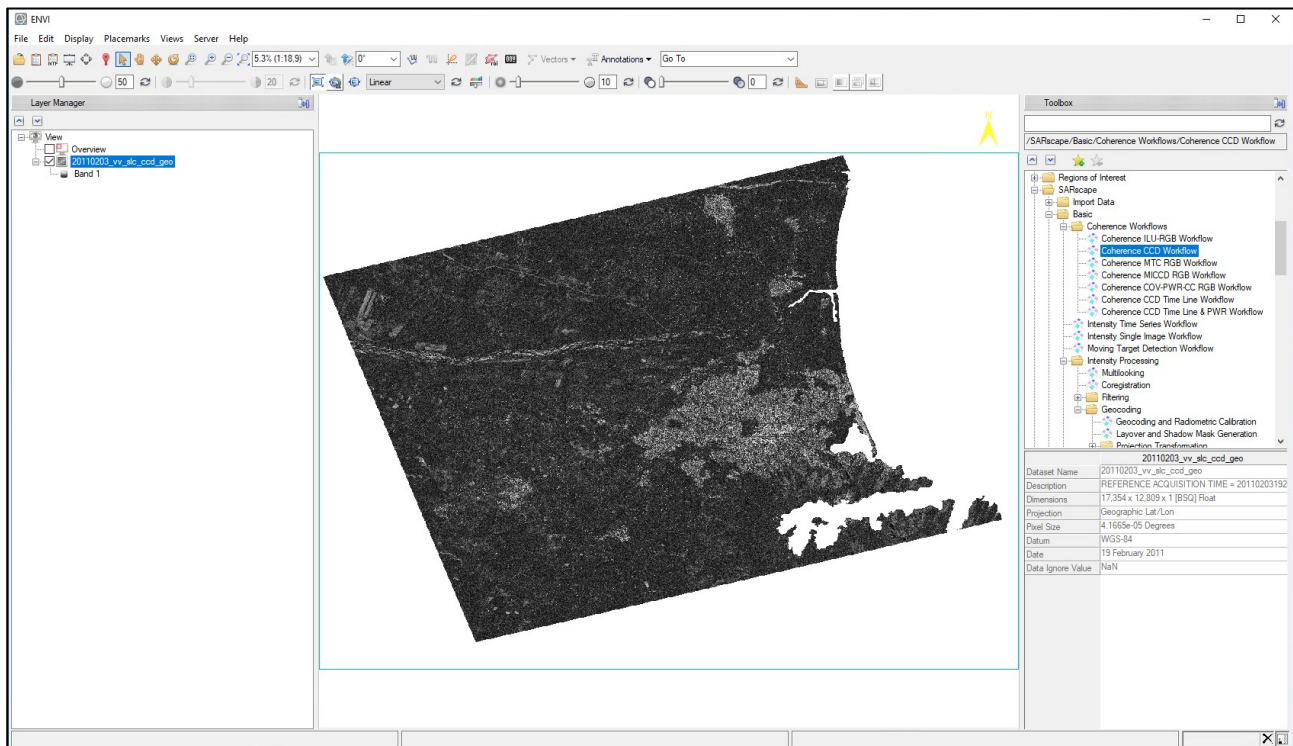 ENVI
File Edit Display Placemarks Views Server Help
5.3% (1:18.9) 0° Vectors Annotations Go To
50 20 Linear 10 0
Layer Manager
View
Overview
20110203_vv_slc_ccd_geo
Band 1
N
Toolbox
/SARscape/Basic/Coherence Workflows/Coherence CCD Workflow
Regions of Interest
SARscape
Import Data
Basic
Coherence Workflows
Coherence ILU-RGB Workflow
Coherence CCD Workflow
Coherence MTC RGB Workflow
Coherence MICCD RGB Workflow
Coherence COV-PWR-CC RGB Workflow
Coherence CCD Time Line Workflow
Coherence CCD Time Line & PWR Workflow
Intensity Time Series Workflow
Intensity Single Image Workflow
Moving Target Detection Workflow
Intensity Processing
Multilooking
Coregistration
Filtering
Geocoding
Geocoding and Radiometric Calibration
Layover and Shadow Mask Generation
Projection Transformation
20110203_vv_slc_ccd_geo
Dataset Name 20110203_vv_slc_ccd_geo
Description REFERENCE ACQUISITION TIME = 20110203192
Dimensions 17,354 x 12,809 x 1 [BSQ] Float
Projection Geographic Lat/Lon
Pixel Size 4.1665e-05 Degrees
Datum WGS-84
Date 19 February 2011
Data Ignore Value NaN